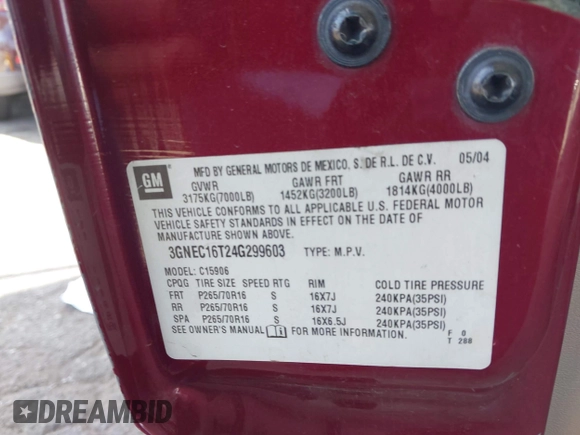 MFD BY GENERAL MOTORS DE MEXICO, S. DE R.L. DE C.V. 05/04
GM
GVWR GAWR FRT GAWR RR
3175KG(7000LB) 1452KG(3200LB) 1814KG(4000LB)
THIS VEHICLE CONFORMS TO ALL APPLICABLE U.S. FEDERAL MOTOR
VEHICLE SAFETY STANDARDS IN EFFECT ON THE DATE OF
MANUFACTURE SHOWN ABOVE.
3GNEC16T24G299603 TYPE: M.P.V.
MODEL: C15906
CPQG TIRE SIZE SPEED RTG RIM COLD TIRE PRESSURE
FRT P265/70R16 S 16X7J 240KPA(35PSI)
RR P265/70R16 S 16X7J 240KPA(35PSI)
SPA P265/70R16 S 16X6.5J 240KPA(35PSI)
SEE OWNER'S MANUAL FOR MORE INFORMATION. F 0
T 288
DREAMBID